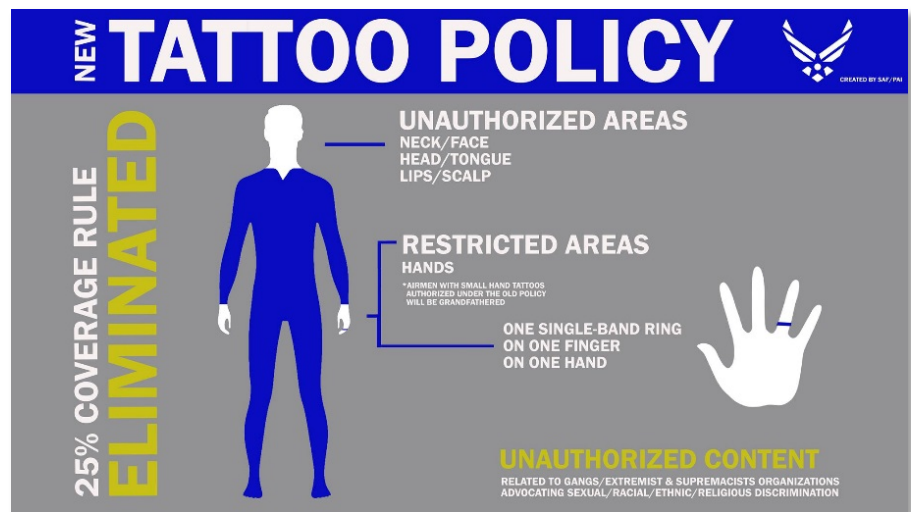 NEW
TATTOO POLICY
CREATED BY SAF/PAI
25% COVERAGE RULE
ELIMINATED
UNAUTHORIZED AREAS
NECK/FACE
HEAD/TONGUE
LIPS/SCALP
RESTRICTED AREAS
HANDS
*AIRMEN WITH SMALL HAND TATTOOS
AUTHORIZED UNDER THE OLD POLICY
WILL BE GRANDFATHERED
ONE SINGLE-BAND RING
ON ONE FINGER
ON ONE HAND
UNAUTHORIZED CONTENT
RELATED TO GANGS/EXTREMIST & SUPREMACISTS ORGANIZATIONS
ADVOCATING SEXUAL/RACIAL/ETHNIC/RELIGIOUS DISCRIMINATION